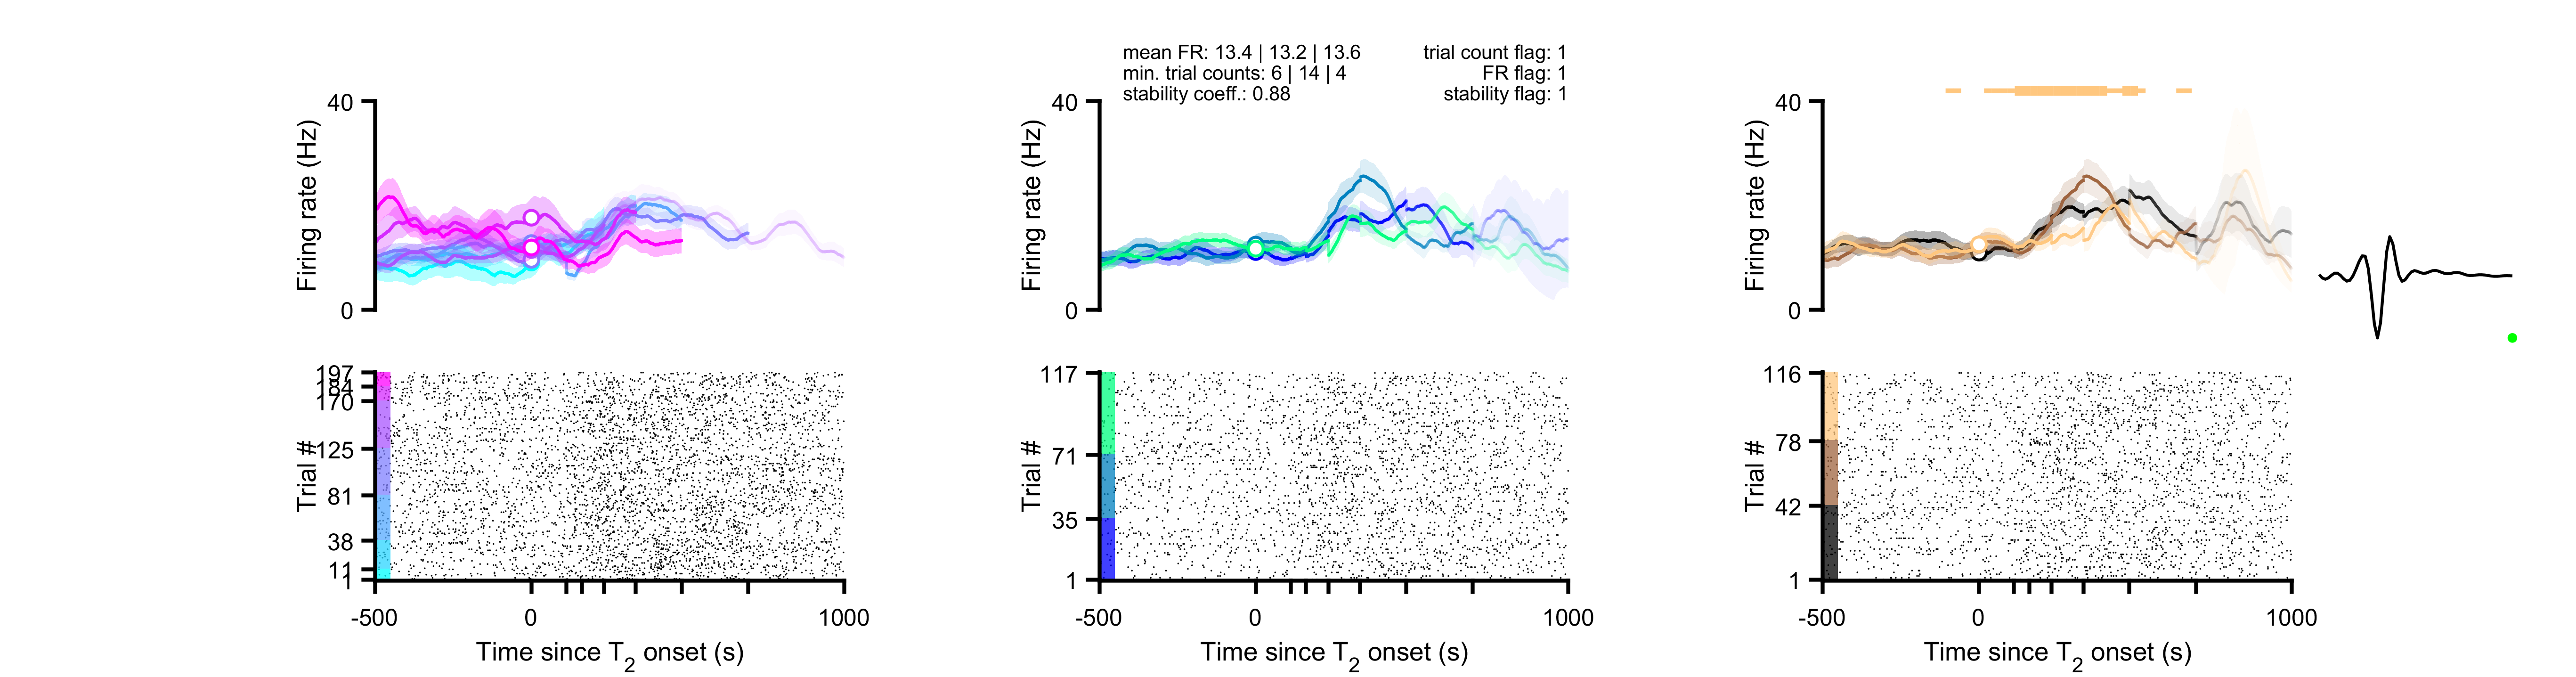 mean FR: 13.4 | 13.2 | 13.6
min. trial counts: 6 | 14 | 4
stability coeff.: 0.88
trial count flag: 1
FR flag: 1
stability flag: 1
40
Firing rate (Hz)
0
40
Firing rate (Hz)
0
40
Firing rate (Hz)
0
197
184
170
125
81
38
11
1
Trial #
-500
0
1000
Time since T2 onset (s)
117
71
35
1
Trial #
-500
0
1000
Time since T2 onset (s)
116
78
42
1
Trial #
-500
0
1000
Time since T2 onset (s)